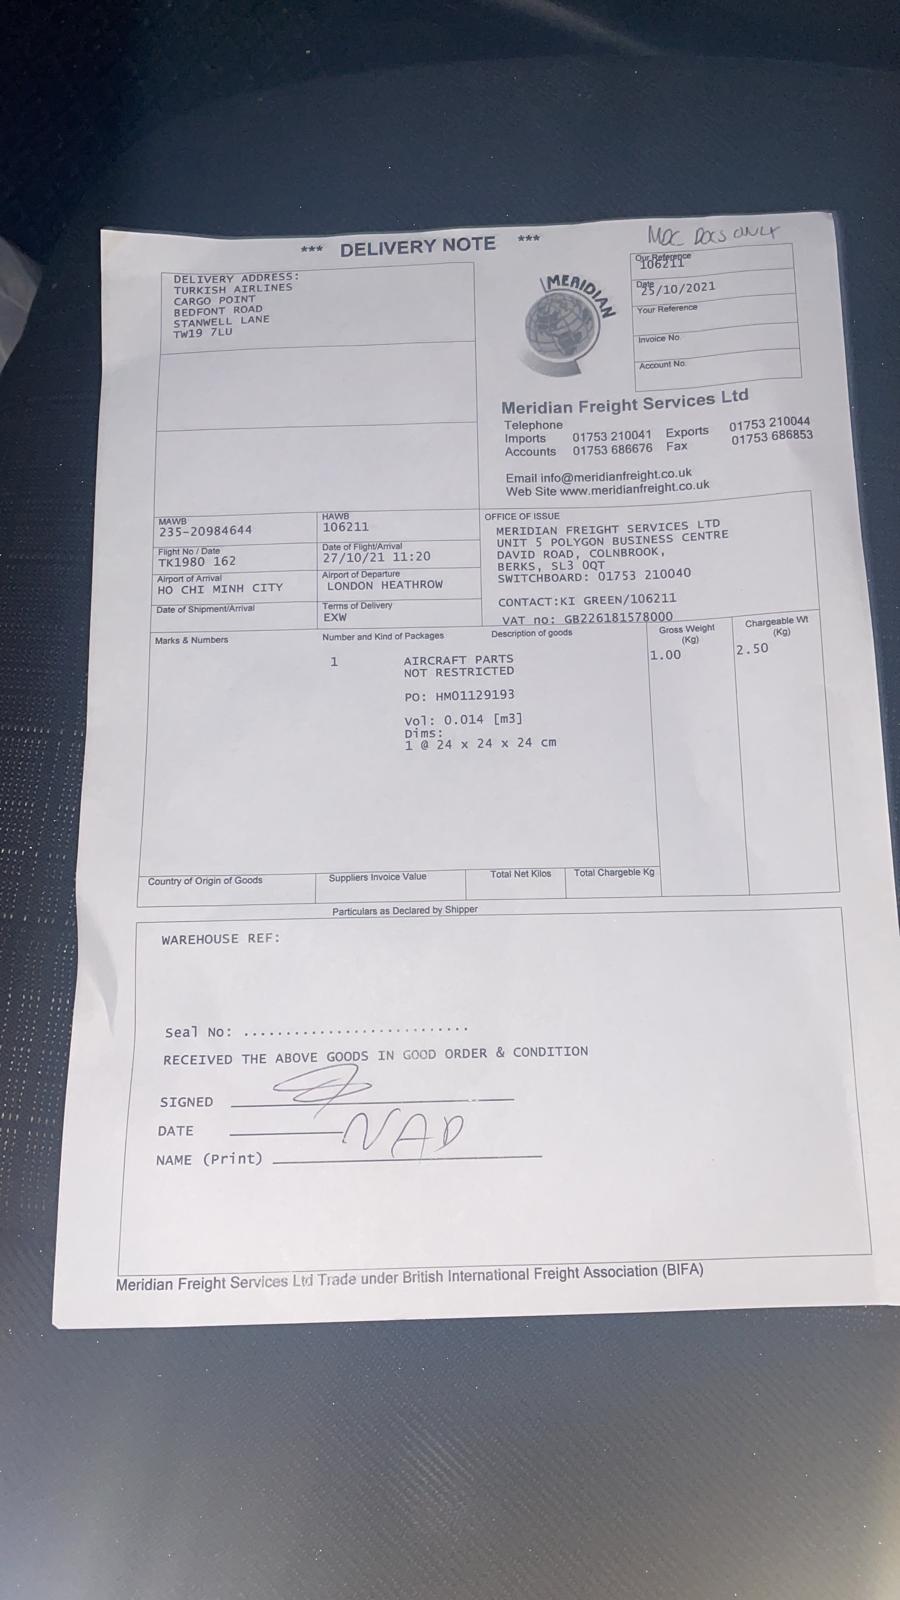 MOC DOCS ONLY
*** DELIVERY NOTE ***
DELIVERY ADDRESS:
TURKISH AIRLINES
CARGO POINT
BEDFONT ROAD
STANWELL LANE
TW19 7LU
MERIDIAN
Our Reference
106211
Date
25/10/2021
Your Reference
Invoice No.
Account No.
Meridian Freight Services Ltd
Telephone
Imports 01753 210041 Exports 01753 210044
Accounts 01753 686676 Fax 01753 686853
Email info@meridianfreight.co.uk
Web Site www.meridianfreight.co.uk
MAWB
235-20984644
HAWB
106211
Flight No / Date
TK1980 162
Date of Flight/Arrival
27/10/21 11:20
Airport of Arrival
HO CHI MINH CITY
Airport of Departure
LONDON HEATHROW
Date of Shipment/Arrival
Terms of Delivery
EXW
OFFICE OF ISSUE
MERIDIAN FREIGHT SERVICES LTD
UNIT 5 POLYGON BUSINESS CENTRE
DAVID ROAD, COLNBROOK,
BERKS, SL3 0QT
SWITCHBOARD: 01753 210040
CONTACT:KI GREEN/106211
VAT no: GB226181578000
Marks & Numbers
Number and Kind of Packages
Description of goods
Gross Weight (Kg)
Chargeable Wt (Kg)
1 AIRCRAFT PARTS 1.00 2.50
NOT RESTRICTED
PO: HM01129193
Vol: 0.014 [m3]
Dims:
1 @ 24 x 24 x 24 cm
Country of Origin of Goods
Suppliers Invoice Value
Total Net Kilos
Total Chargeble Kg
Particulars as Declared by Shipper
WAREHOUSE REF:
Seal No: ...........................
RECEIVED THE ABOVE GOODS IN GOOD ORDER & CONDITION
SIGNED
DATE
NAD
NAME (Print)
Meridian Freight Services Ltd Trade under British International Freight Association (BIFA)